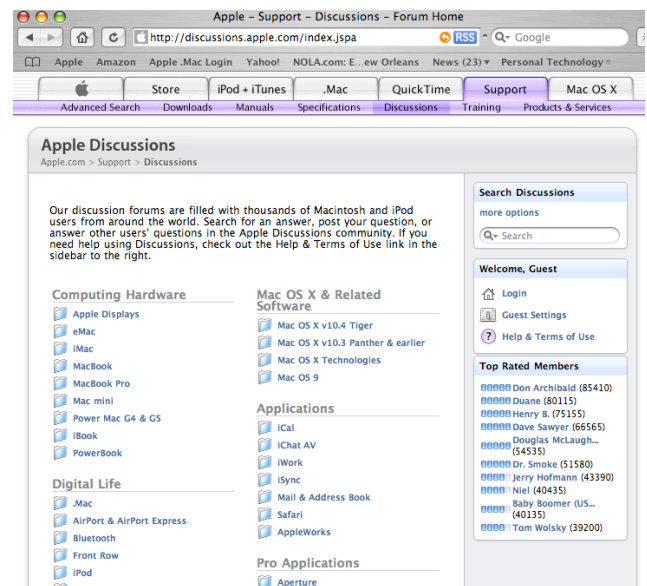 Apple – Support – Discussions – Forum Home
http://discussions.apple.com/index.jspa
RSS
Google
Apple Amazon Apple .Mac Login Yahoo! NOLA.com: E...ew Orleans News (23) Personal Technology
Store iPod + iTunes .Mac QuickTime Support Mac OS X
Advanced Search Downloads Manuals Specifications Discussions Training Products & Services
Apple Discussions
Apple.com > Support > Discussions
Our discussion forums are filled with thousands of Macintosh and iPod
users from around the world. Search for an answer, post your question, or
answer other users' questions in the Apple Discussions community. If you
need help using Discussions, check out the Help & Terms of Use link in the
sidebar to the right.
Computing Hardware
Apple Displays
eMac
iMac
MacBook
MacBook Pro
Mac mini
Power Mac G4 & G5
iBook
PowerBook
Digital Life
.Mac
AirPort & AirPort Express
Bluetooth
Front Row
iPod
Mac OS X & Related
Software
Mac OS X v10.4 Tiger
Mac OS X v10.3 Panther & earlier
Mac OS X Technologies
Mac OS 9
Applications
iCal
iChat AV
iWork
iSync
Mail & Address Book
Safari
AppleWorks
Pro Applications
Aperture
Search Discussions
more options
Search
Welcome, Guest
Login
Guest Settings
? Help & Terms of Use
Top Rated Members
Don Archibald (85410)
Duane (80115)
Henry B. (75155)
Dave Sawyer (66565)
Douglas McLaugh...
(54535)
Dr. Smoke (51580)
Jerry Hofmann (43390)
Niel (40435)
Baby Boomer (US...
(40135)
Tom Wolsky (39200)